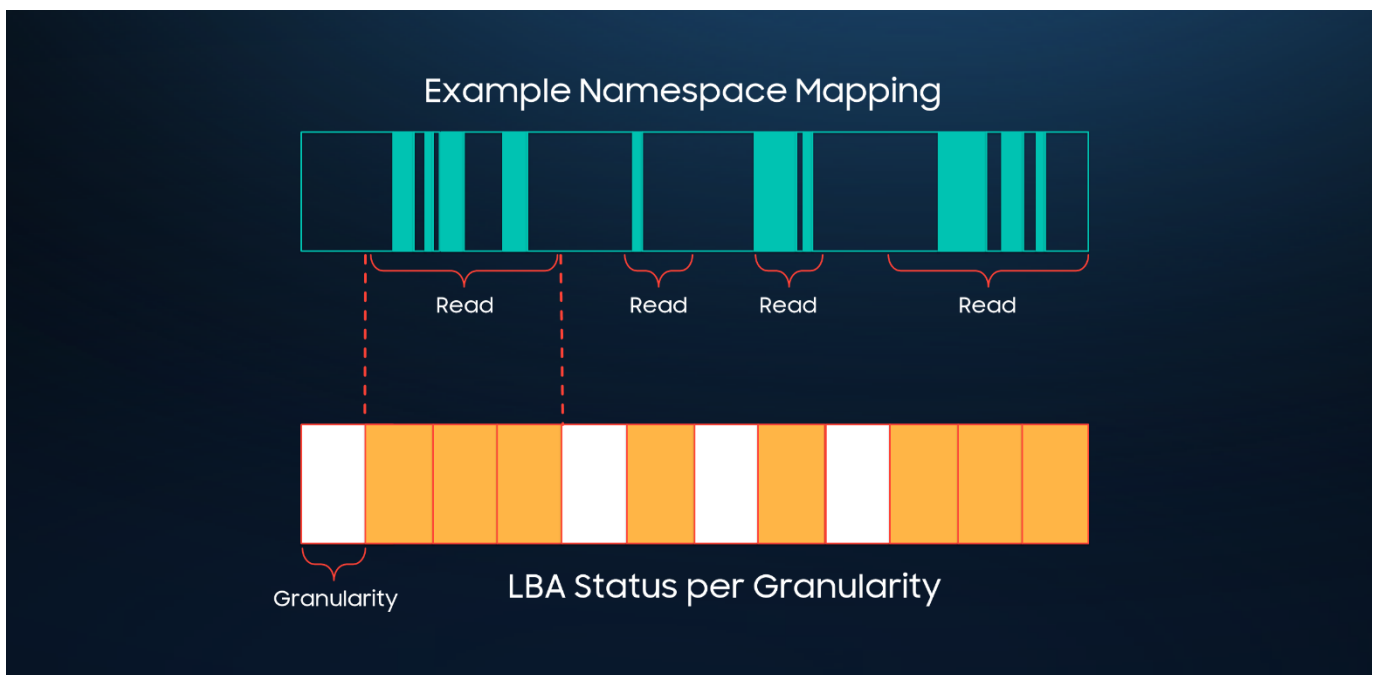 Example Namespace Mapping
Read
Read
Read
Read
Granularity
LBA Status per Granularity